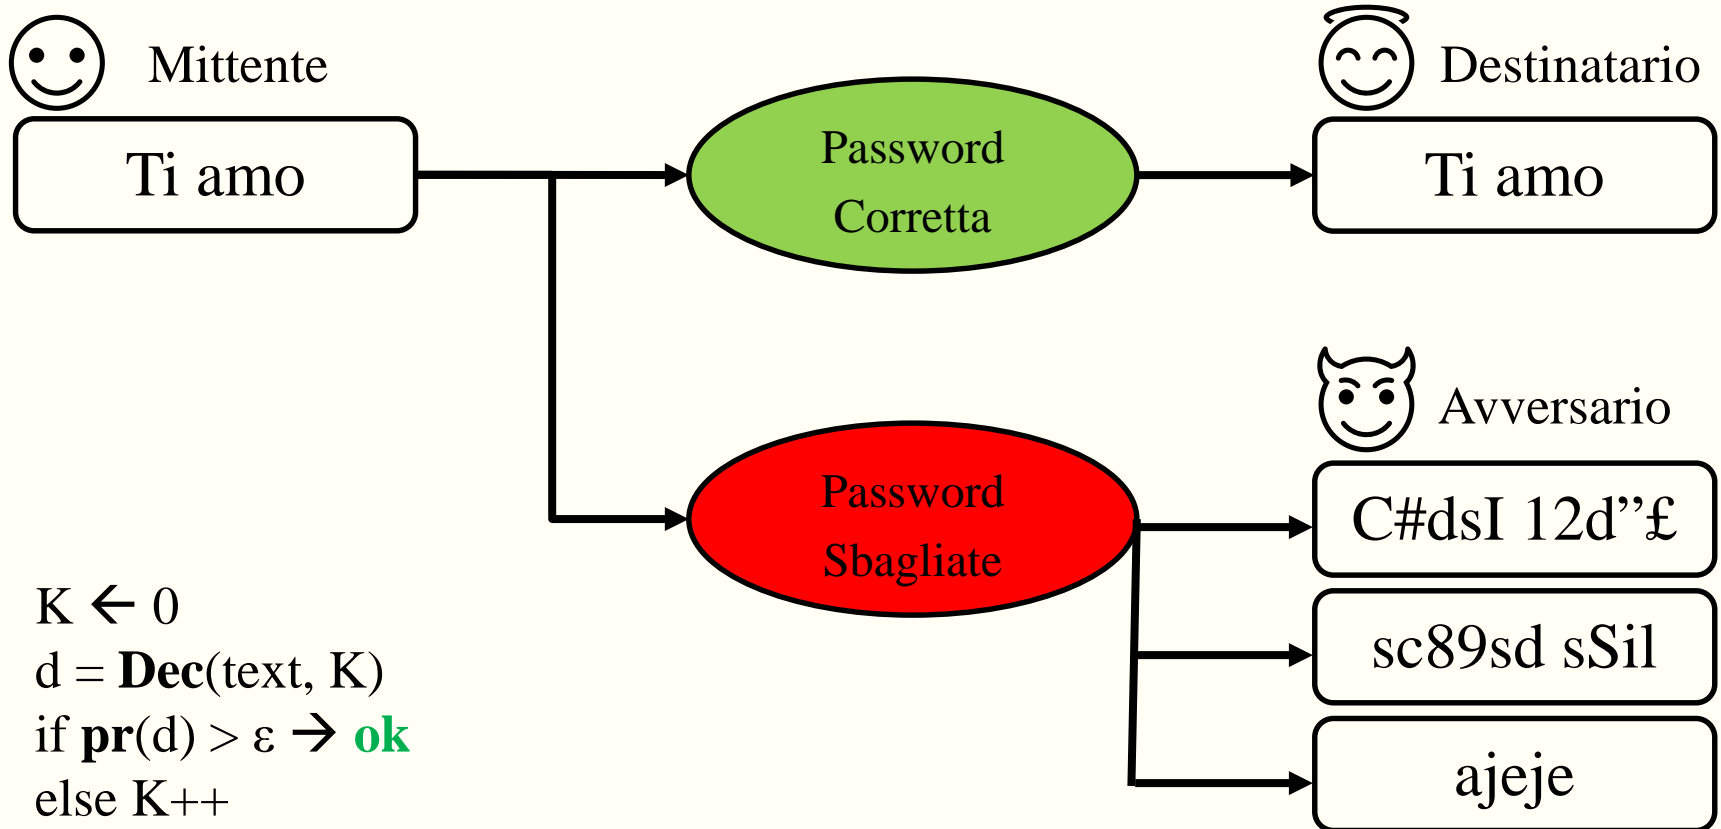 Mittente
Destinatario
Ti amo
Password
Corretta
Ti amo
Avversario
Password
Sbagliate
C#dsI 12d”£
sc89sd sSil
ajeje
K ← 0
d = Dec(text, K)
if pr(d) > ε → ok
else K++